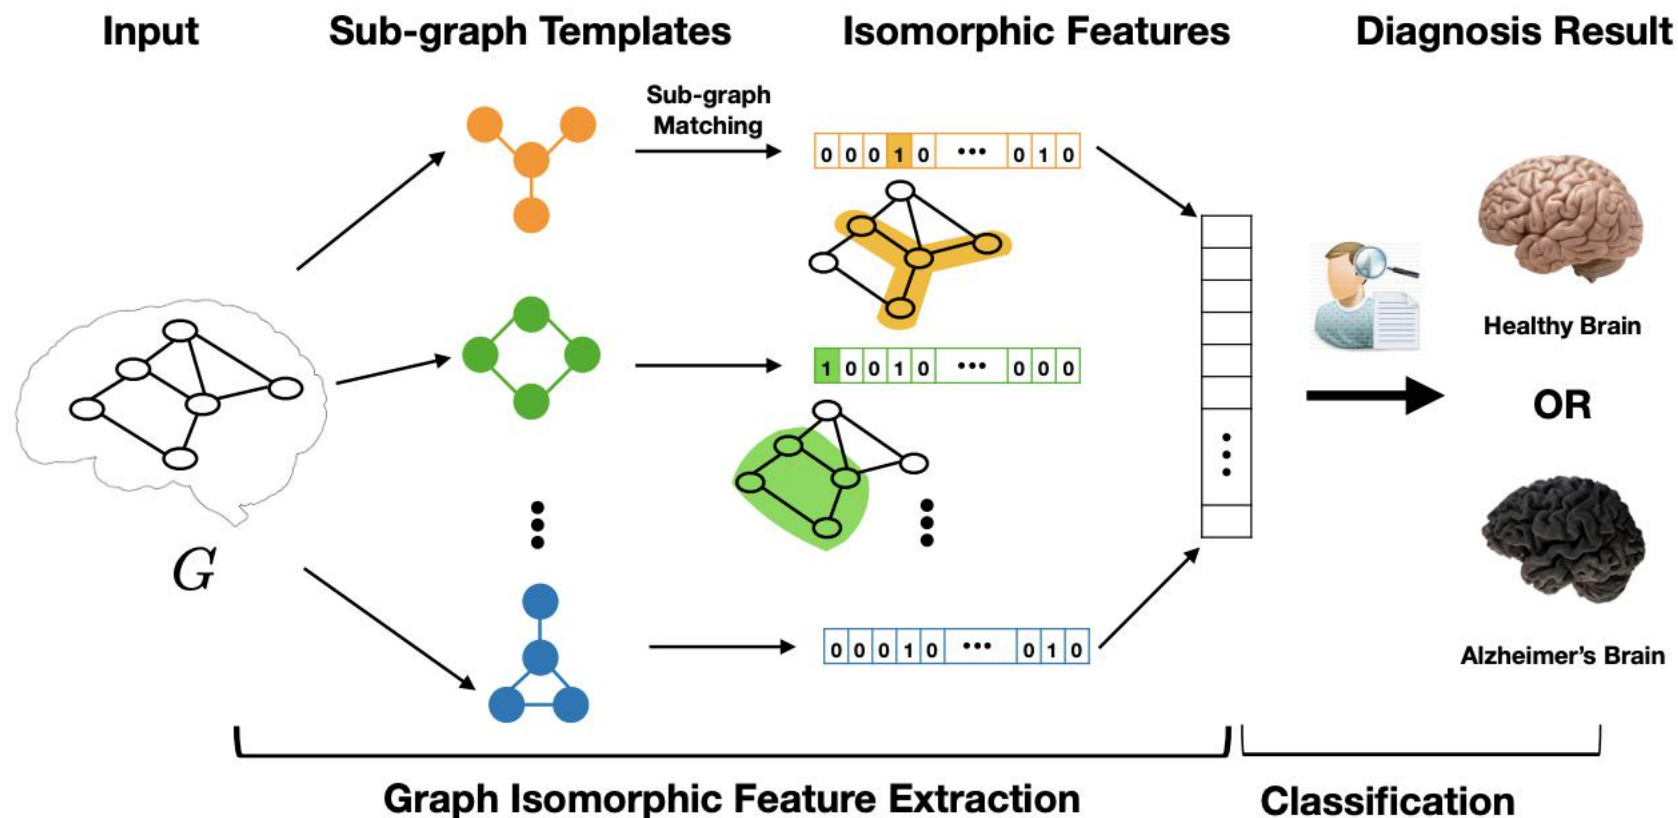 Input
Sub-graph Templates
Isomorphic Features
Diagnosis Result
Sub-graph
Matching
0 0 0 1 0 ••• 0 1 0
1 0 0 1 0 ••• 0 0 0
0 0 0 1 0 ••• 0 1 0
G
Healthy Brain
OR
Alzheimer's Brain
Graph Isomorphic Feature Extraction
Classification